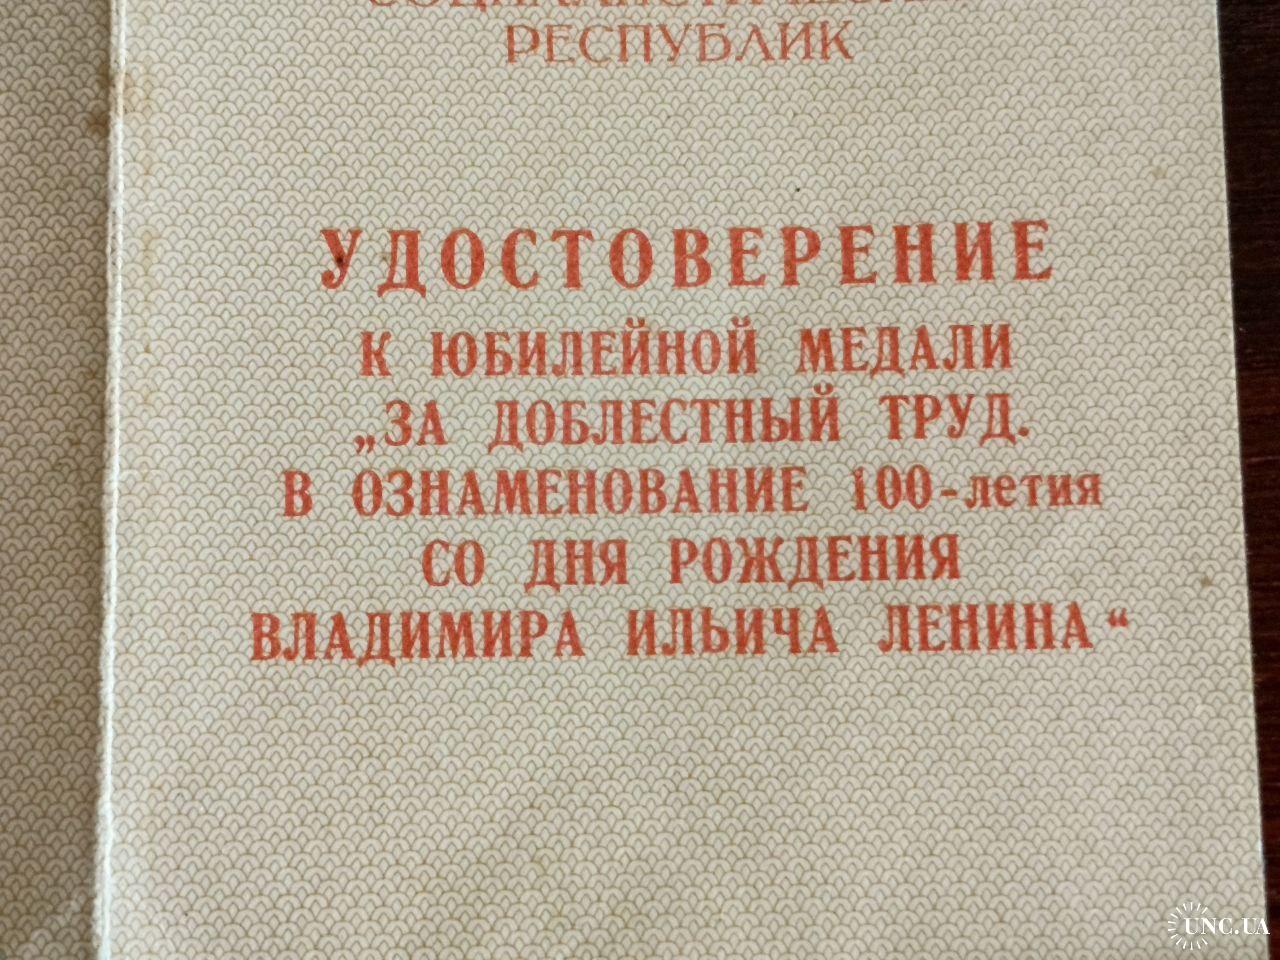 РЕСПУБЛИК
УДОСТОВЕРЕНИЕ
К ЮБИЛЕЙНОЙ МЕДАЛИ
„ЗА ДОБЛЕСТНЫЙ ТРУД.
В ОЗНАМЕНОВАНИЕ 100-летия
СО ДНЯ РОЖДЕНИЯ
ВЛАДИМИРА ИЛЬИЧА ЛЕНИНА“
UNC.UA